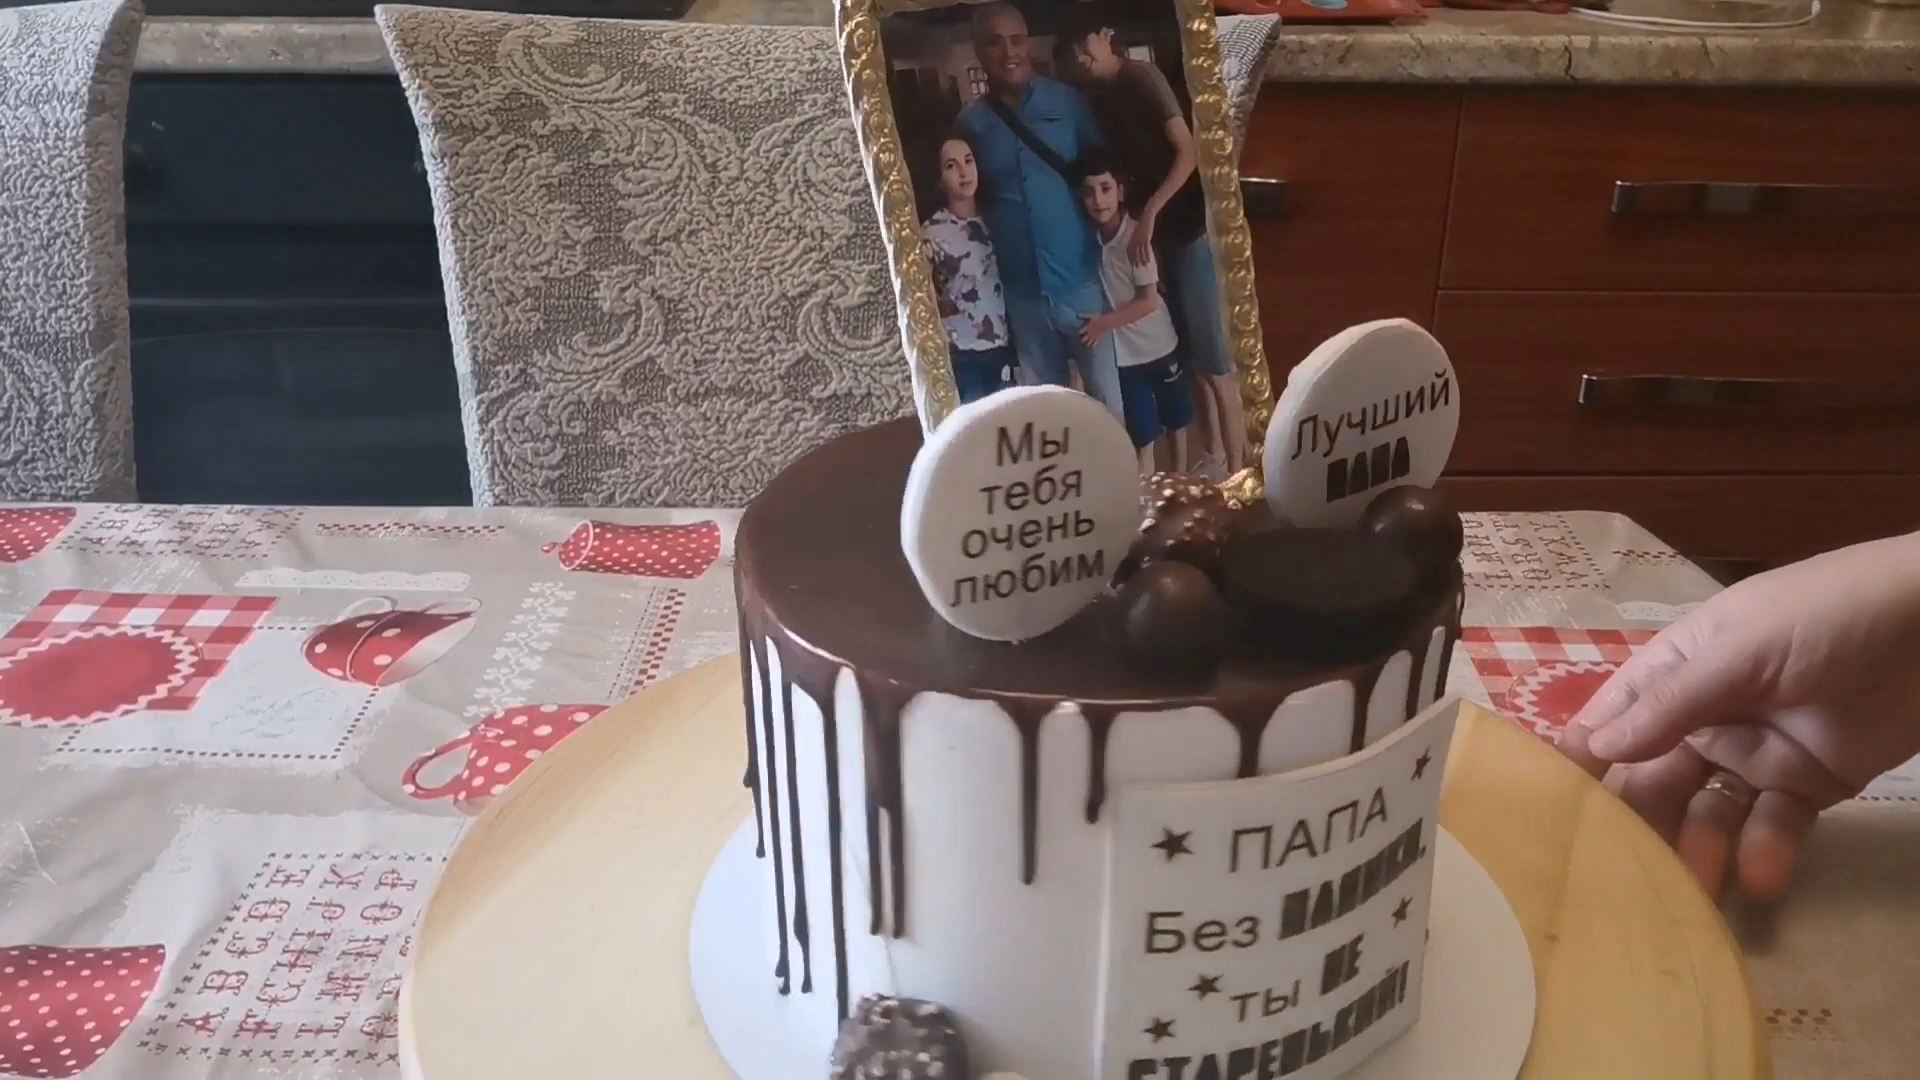 Мы
тебя
очень
любим
Лучший
ПАПА
ПАПА
Без ПАНИКИ,
ты НЕ
СТАРЕНЬКИЙ!